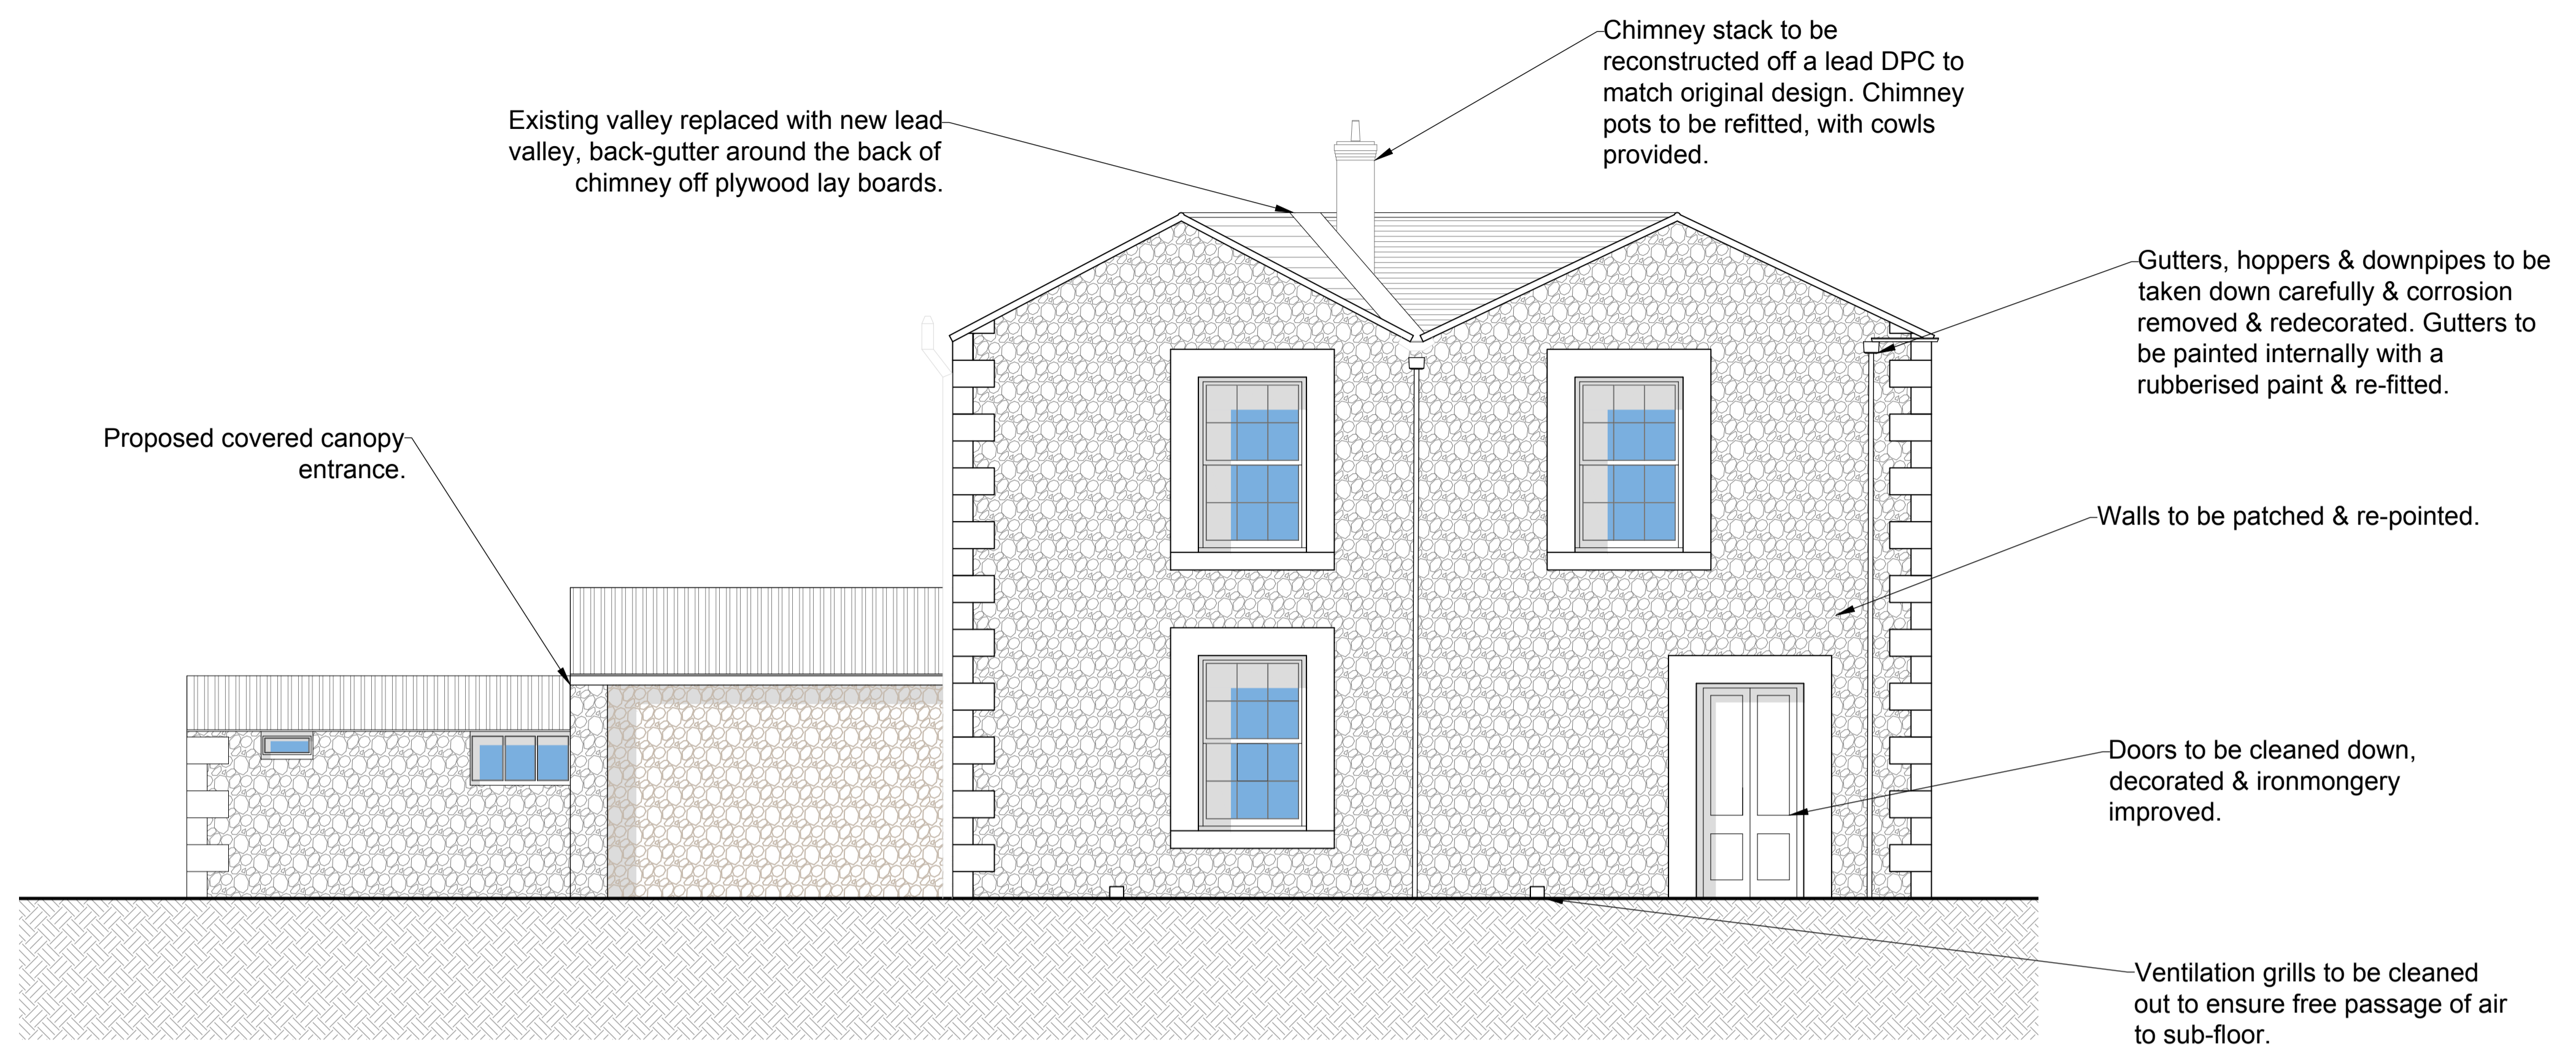 Chimney stack to be
reconstructed off a lead DPC to
match original design. Chimney
pots to be refitted, with cowls
provided.
Existing valley replaced with new lead
valley, back-gutter around the back of
chimney off plywood lay boards.
Gutters, hoppers & downpipes to be
taken down carefully & corrosion
removed & redecorated. Gutters to
be painted internally with a
rubberised paint & re-fitted.
Proposed covered canopy
entrance.
Walls to be patched & re-pointed.
Doors to be cleaned down,
decorated & ironmongery
improved.
Ventilation grills to be cleaned
out to ensure free passage of air
to sub-floor.